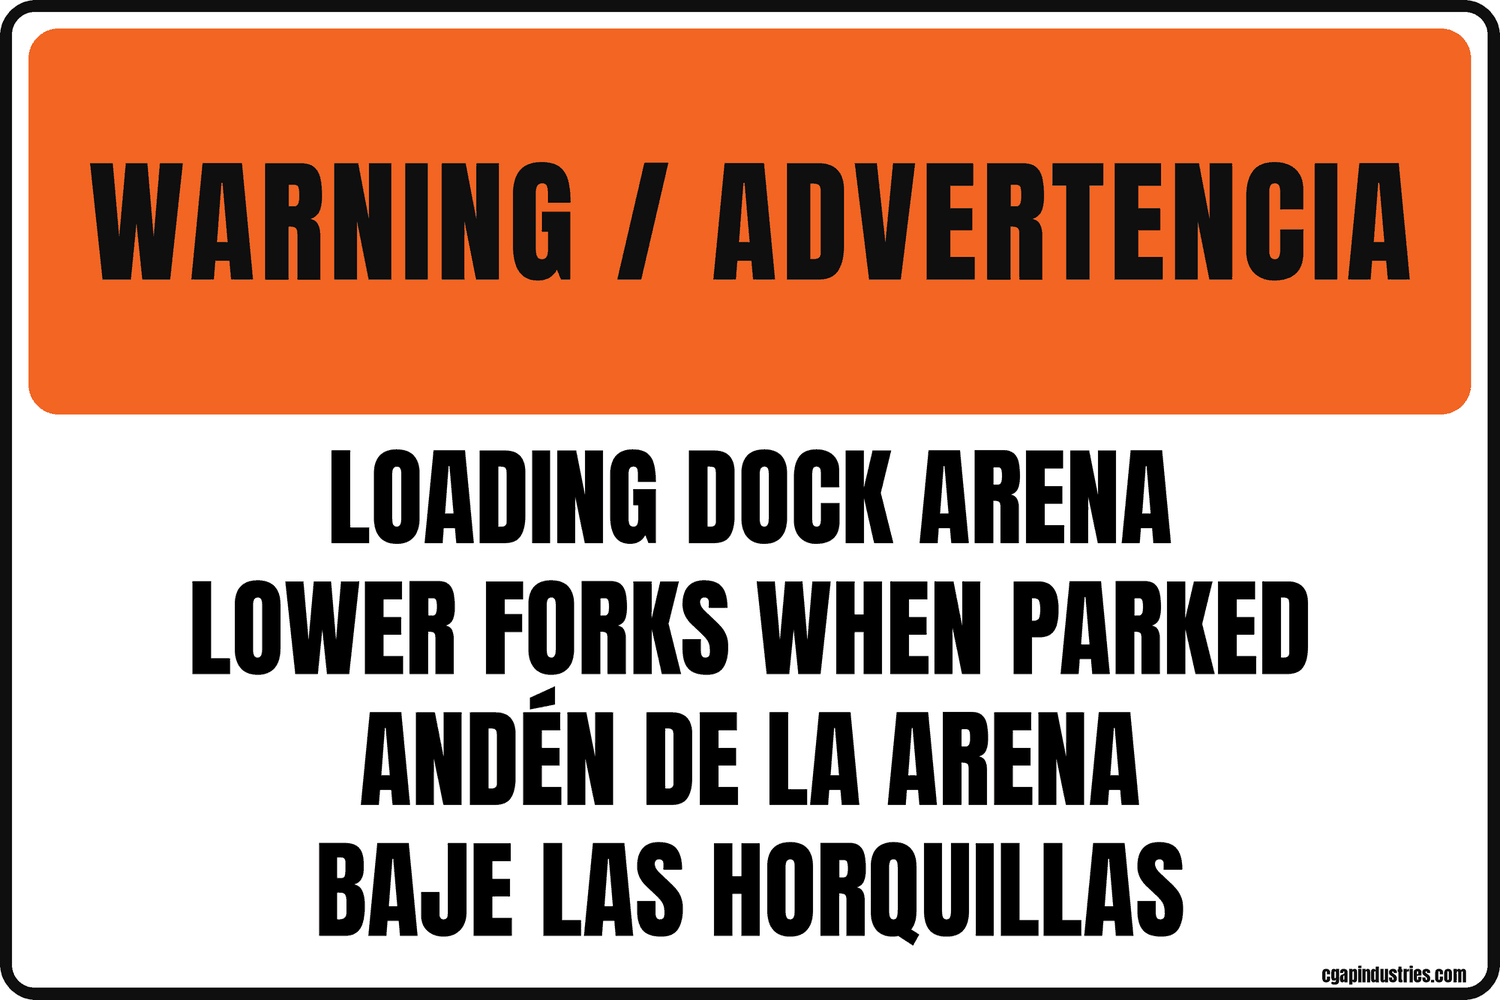 WARNING / ADVERTENCIA
LOADING DOCK ARENA
LOWER FORKS WHEN PARKED
ANDÉN DE LA ARENA
BAJE LAS HORQUILLAS
cgapindustries.com